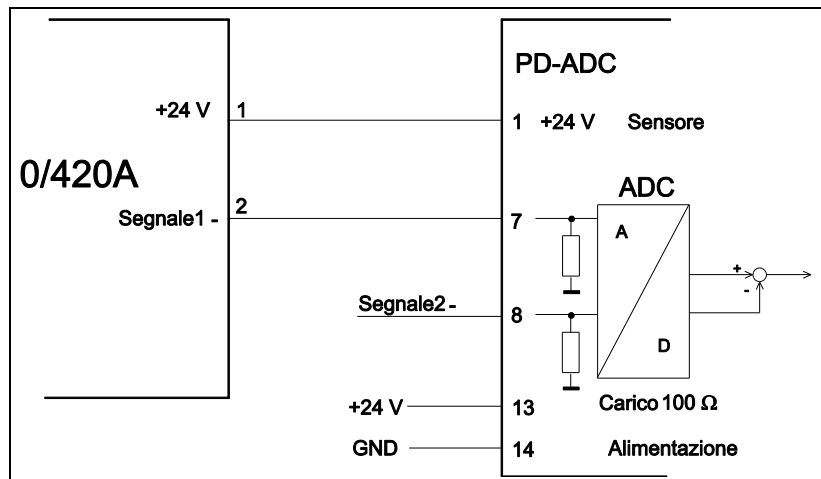 PD-ADC
+24 V 1
1 +24 V Sensore
0/420A
ADC
Segnale1 - 2
7
A
+
-
Segnale2 -
8
D
+24 V
13
Carico 100 Ω
GND
14
Alimentazione